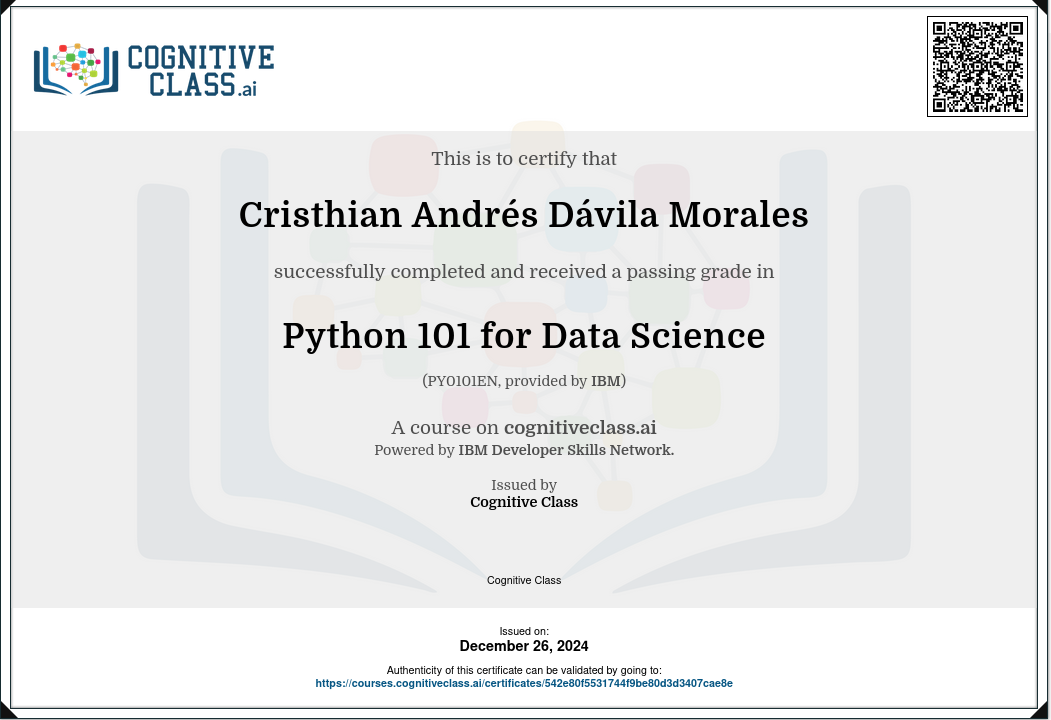 COGNITIVE
CLASS.ai
This is to certify that
Cristhian Andrés Dávila Morales
successfully completed and received a passing grade in
Python 101 for Data Science
(PY0101EN, provided by IBM)
A course on cognitiveclass.ai
Powered by IBM Developer Skills Network.
Issued by
Cognitive Class
Cognitive Class
Issued on:
December 26, 2024
Authenticity of this certificate can be validated by going to:
https://courses.cognitiveclass.ai/certificates/542e80f5531744f9be80d3d3407cae8e